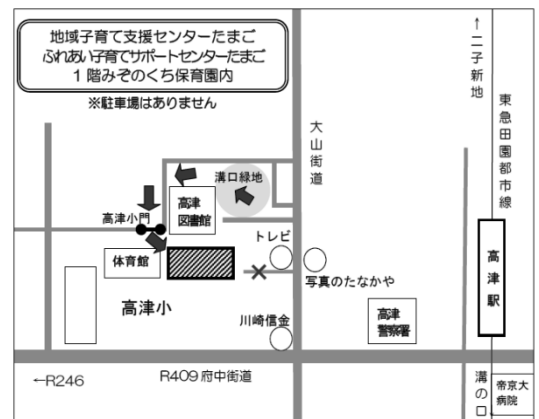 地域子育て支援センターたまご
ふれあい子育てサポートセンターたまご
1階みぞのくち保育園内
※駐車場はありません
↑二子新地
東急田園都市線
大山街道
溝口緑地
高津
図書館
高津小門
トレビ
体育館
写真のたなかや
高津駅
高津小
川崎信金
高津
警察署
←R246
R409 府中街道
溝の口
帝京大
病院